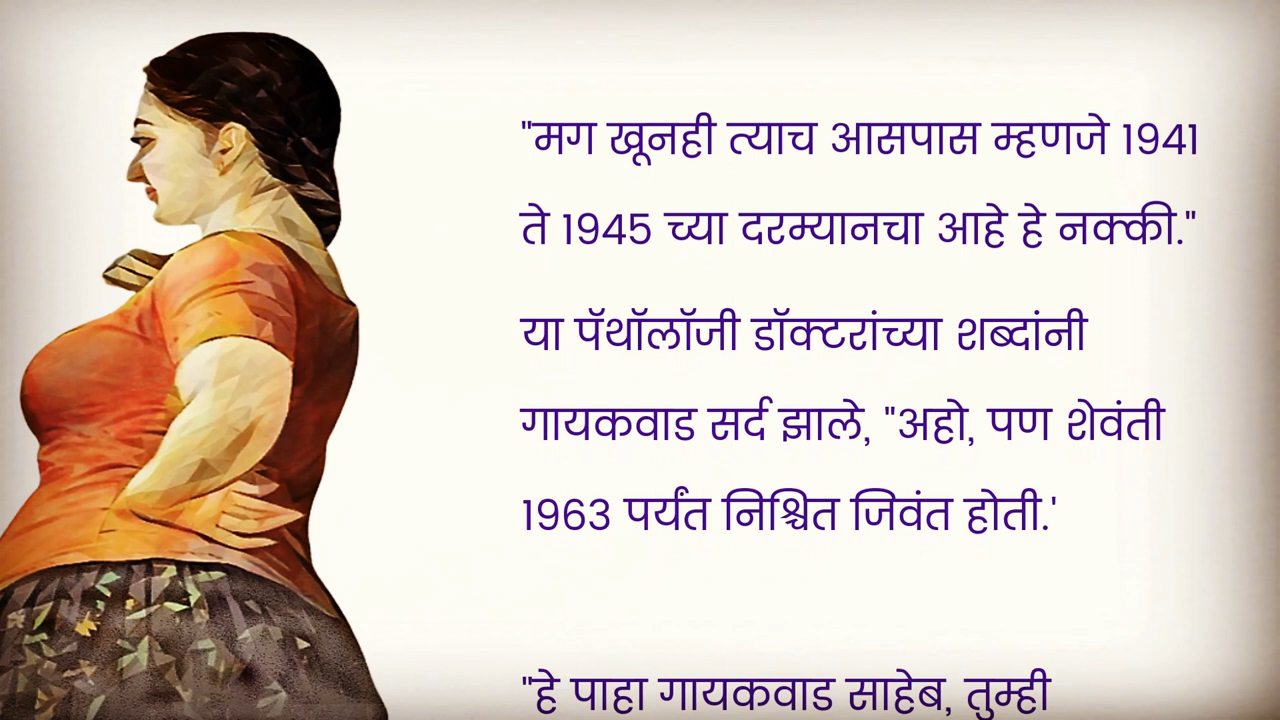 "मग खूनही त्याच आसपास म्हणजे 1941
ते 1945 च्या दरम्यानचा आहे हे नक्की."
या पॅथॉलॉजी डॉक्टरांच्या शब्दांनी
गायकवाड सर्द झाले, "अहो, पण शेवंती
1963 पर्यंत निश्चित जिवंत होती.'
"हे पाहा गायकवाड साहेब, तुम्ही